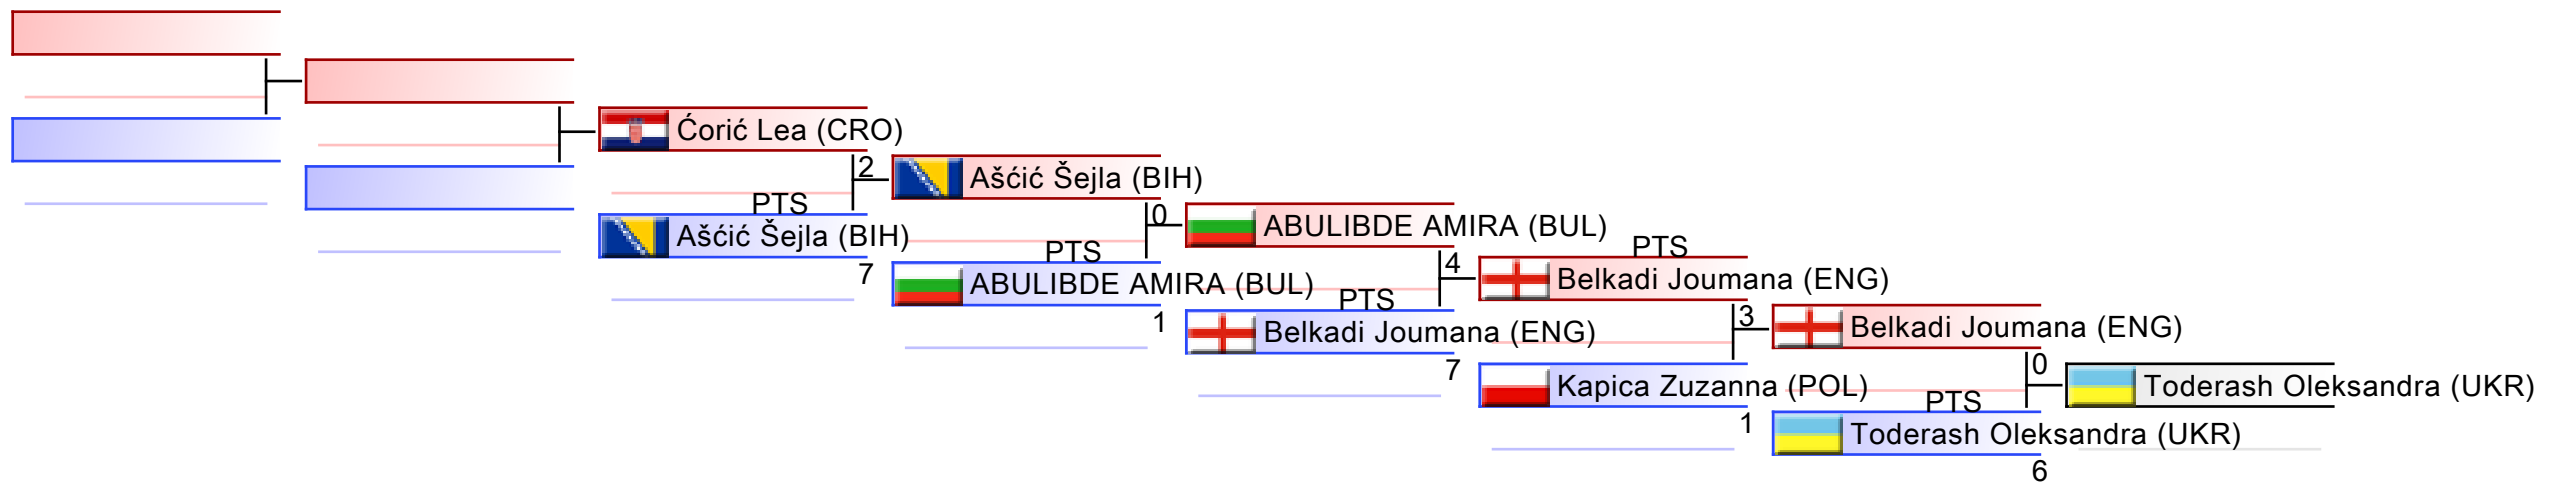 Ćorić Lea (CRO)
2
PTS
Ašćić Šejla (BIH)
7
Ašćić Šejla (BIH)
0
PTS
ABULIBDE AMIRA (BUL)
1
ABULIBDE AMIRA (BUL)
4
PTS
Belkadi Joumana (ENG)
7
PTS
Belkadi Joumana (ENG)
3
Kapica Zuzanna (POL)
1
Belkadi Joumana (ENG)
0
PTS
Toderash Oleksandra (UKR)
6
Toderash Oleksandra (UKR)